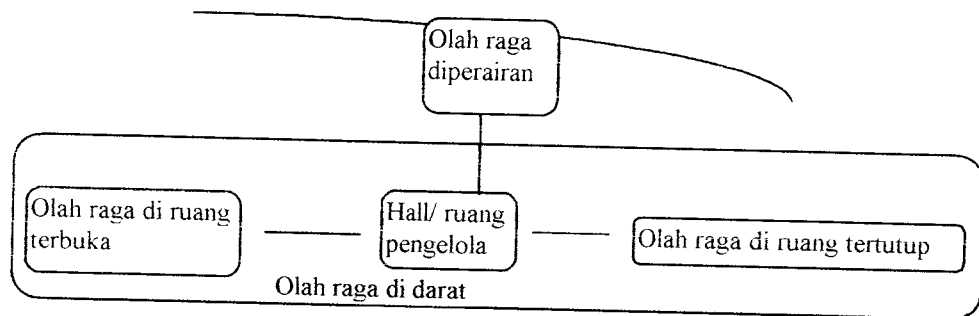 Olah raga
diperairan
Olah raga di ruang
terbuka
Hall/ ruang
pengelola
Olah raga di ruang tertutup
Olah raga di darat